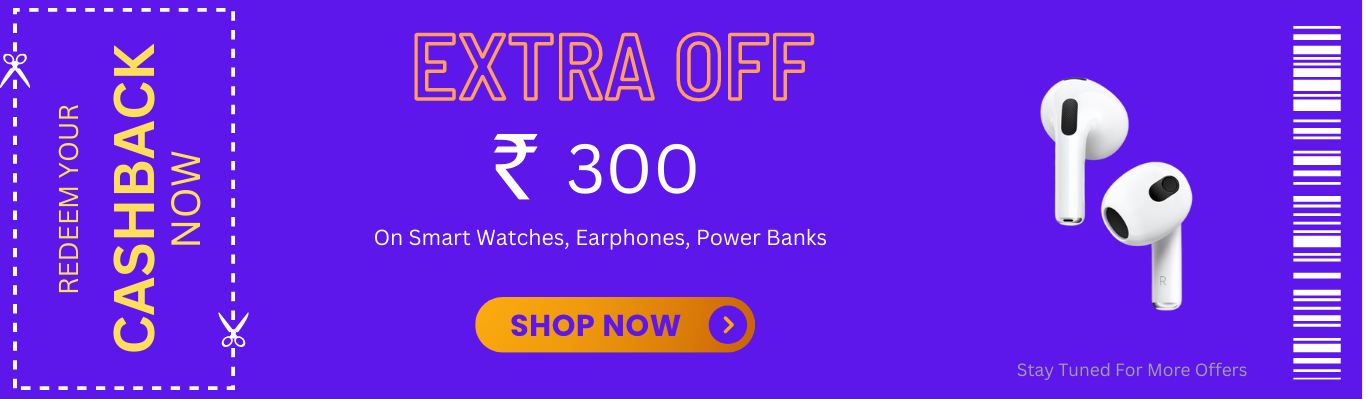 REDEEM YOUR
CASHBACK
NOW
EXTRA OFF
₹ 300
On Smart Watches, Earphones, Power Banks
SHOP NOW
R
Stay Tuned For More Offers